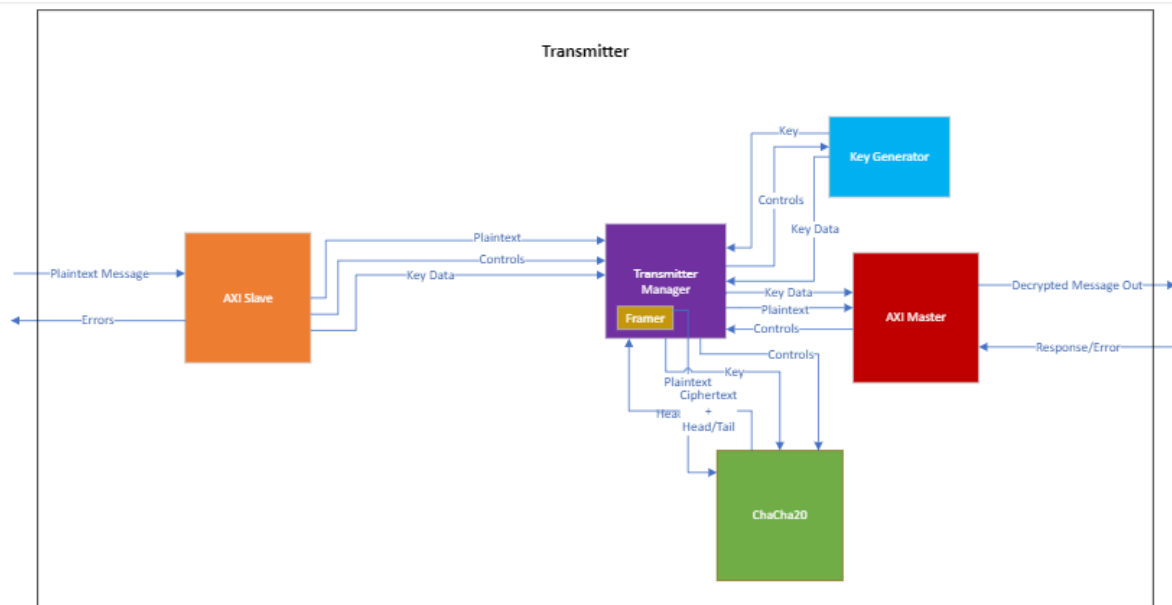 Transmitter
Key
Key Generator
Controls
Key Data
Plaintext
Controls
Key Data
Plaintext Message
AXI Slave
Errors
Transmitter
Manager
Framer
Key Data
Plaintext
Controls
AXI Master
Decrypted Message Out
Response/Error
Controls
Key
Plaintext
Ciphertext
+
Head/Tail
ChaCha20